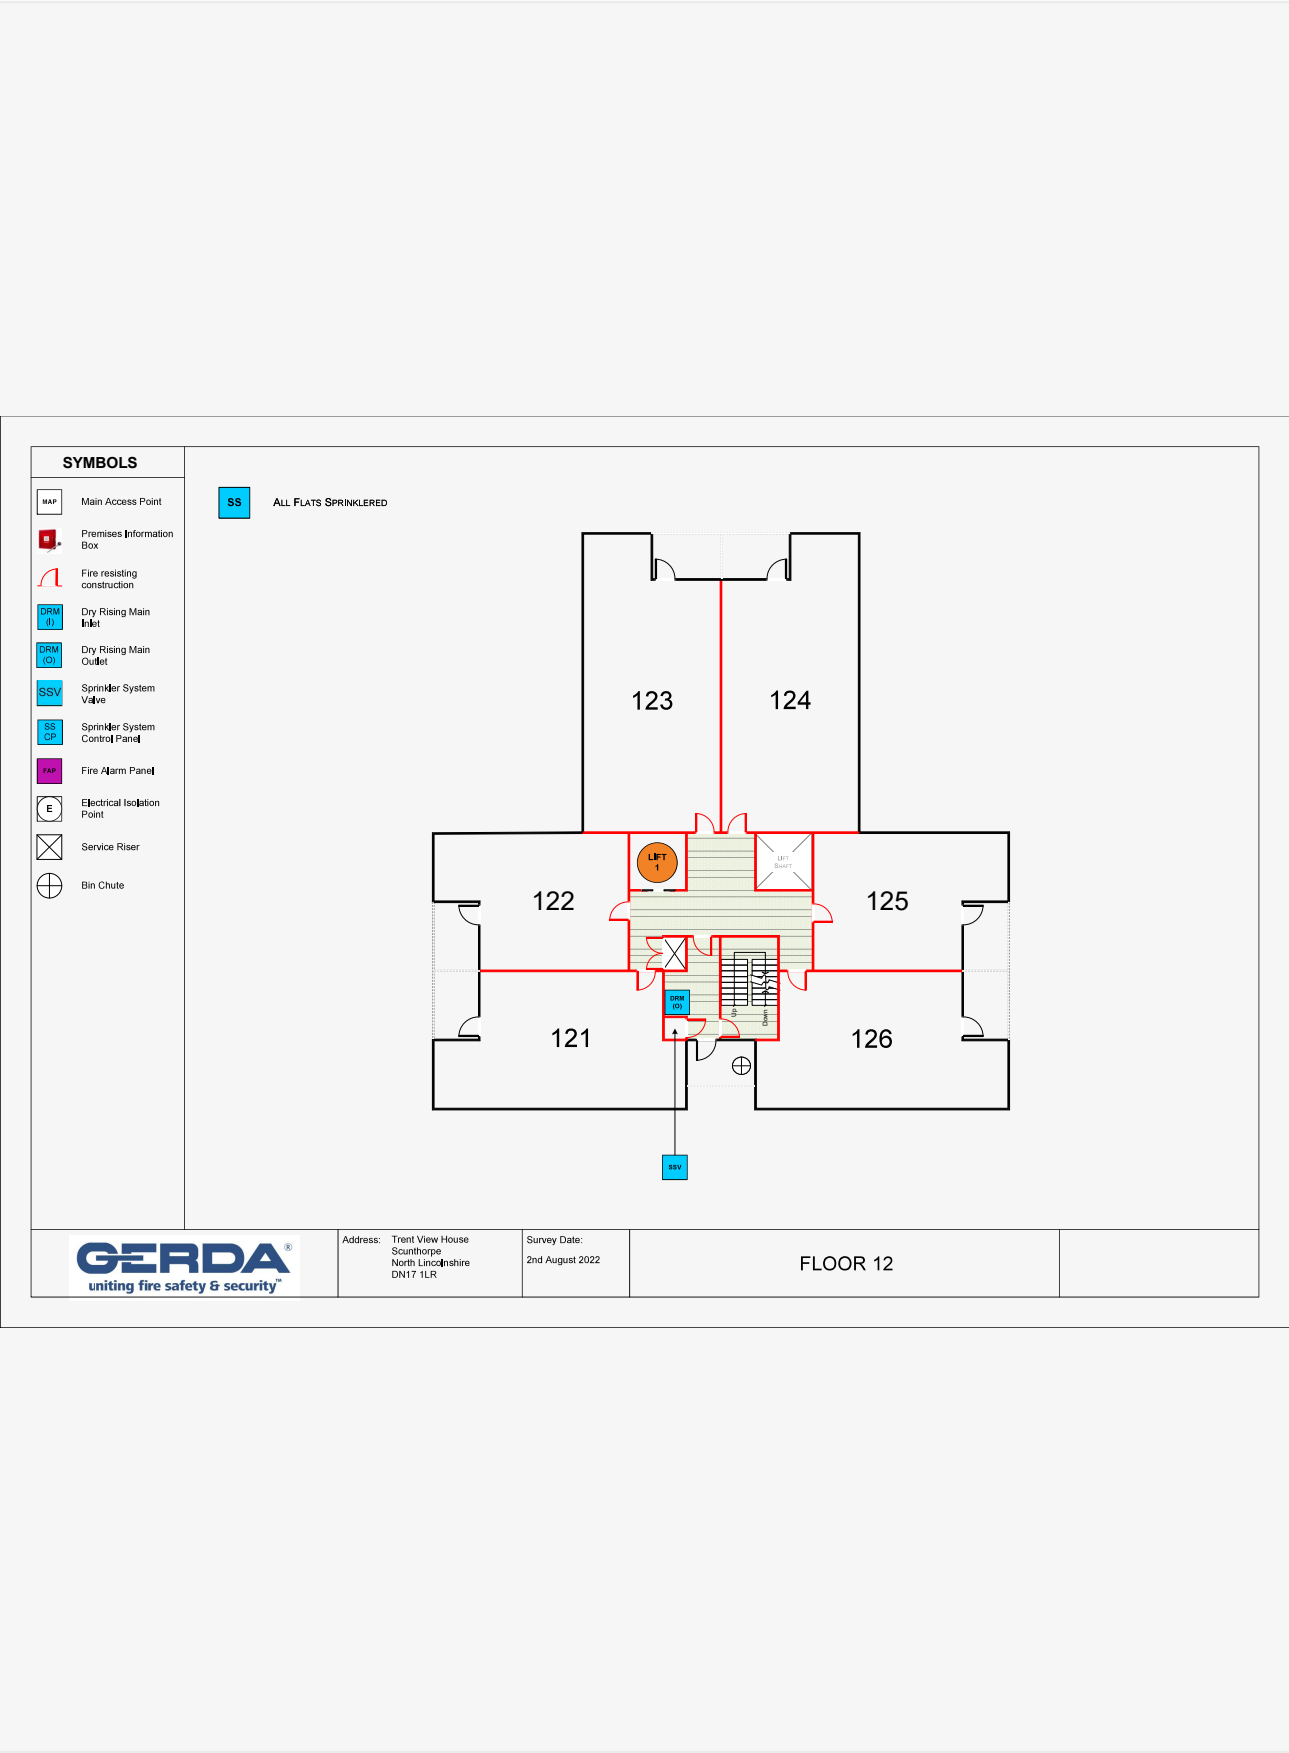 SYMBOLS
MAP
Main Access Point
Premises Information
Box
Fire resisting
construction
DRM
(I)
Dry Rising Main
Inlet
DRM
(O)
Dry Rising Main
Outlet
SSV
Sprinkler System
Valve
SS
CP
Sprinkler System
Control Panel
FAP
Fire Alarm Panel
E
Electrical Isolation
Point
Service Riser
Bin Chute
SS
ALL FLATS SPRINKLERED
123
124
LIFT
1
LIFT
SHAFT
122
125
DRM
(O)
Up
Down
121
126
SSV
GERDA®
uniting fire safety & security™
Address:
Trent View House
Scunthorpe
North Lincolnshire
DN17 1LR
Survey Date:
2nd August 2022
FLOOR 12